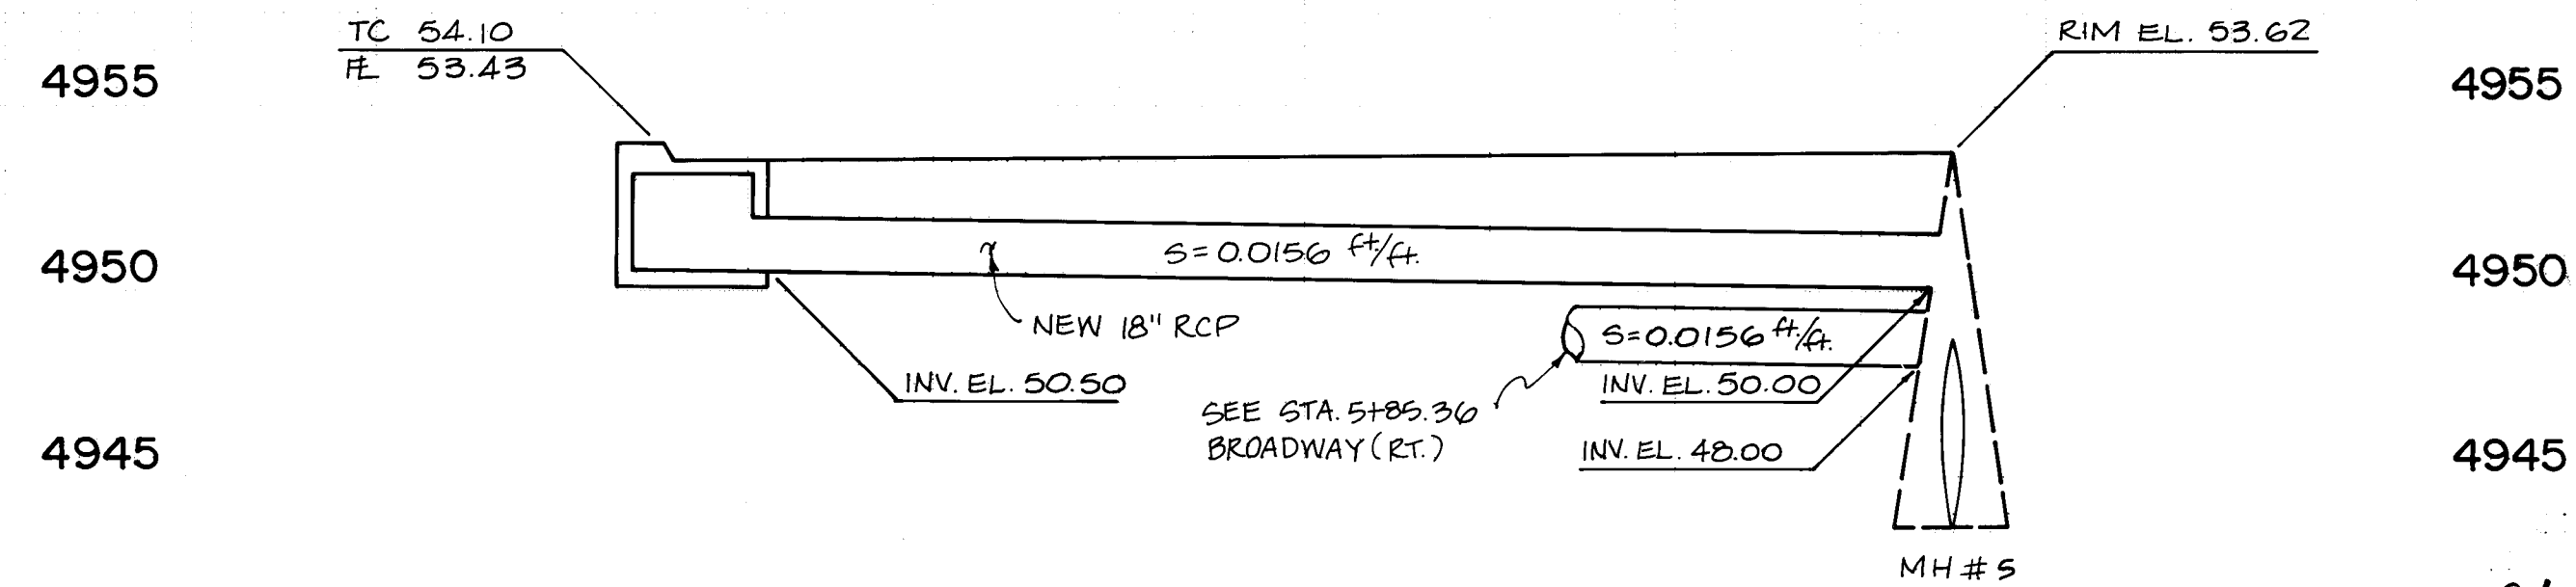 TC 54.10
FL 53.43
RIM EL. 53.62
4955
4955
S=0.0156 ft/ft.
4950
4950
NEW 18" RCP
S=0.0156 ft./ft.
INV. EL. 50.50
INV. EL. 50.00
SEE STA. 5+85.36
BROADWAY (RT.)
INV. EL. 48.00
4945
4945
MH # 5